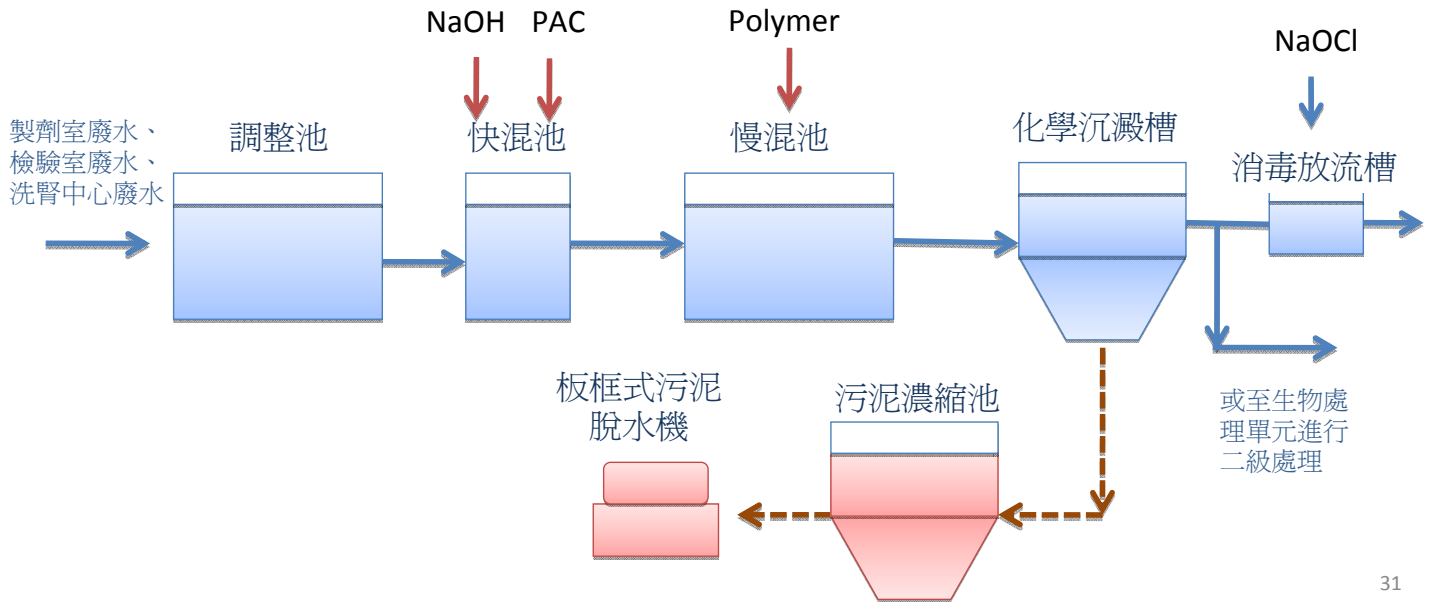 NaOH
PAC
Polymer
NaOCl
製劑室廢水、
檢驗室廢水、
洗腎中心廢水
調整池
快混池
慢混池
化學沉澱槽
消毒放流槽
板框式污泥
脫水機
污泥濃縮池
或至生物處
理單元進行
二級處理
31